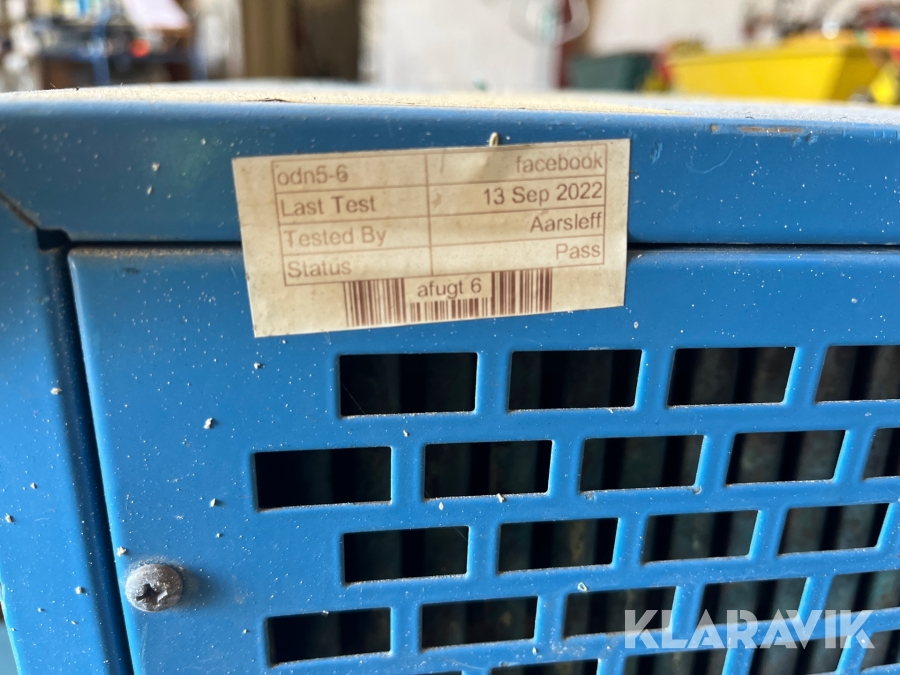 odn5-6 facebook
Last Test 13 Sep 2022
Tested By Aarsleff
Status Pass
afugt 6
KLARAVIK